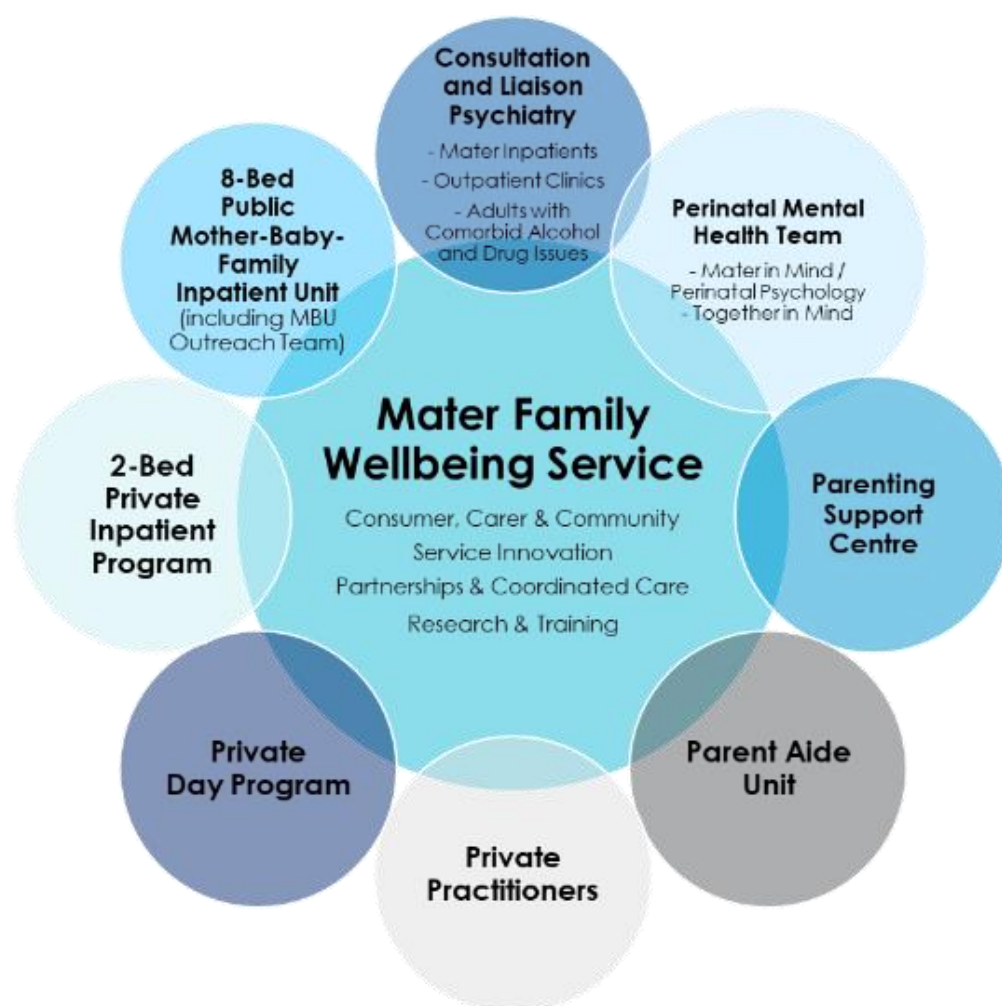 Consultation
and Liaison
Psychiatry
- Mater Inpatients
- Outpatient Clinics
- Adults with
Comorbid Alcohol
and Drug Issues
Perinatal Mental
Health Team
- Mater in Mind /
Perinatal Psychology
- Together in Mind
Parenting
Support
Centre
Parent Aide
Unit
Private
Practitioners
Private
Day Program
2-Bed
Private
Inpatient
Program
8-Bed
Public
Mother-Baby-
Family
Inpatient Unit
(including MBU
Outreach Team)
Mater Family
Wellbeing Service
Consumer, Carer & Community
Service Innovation
Partnerships & Coordinated Care
Research & Training